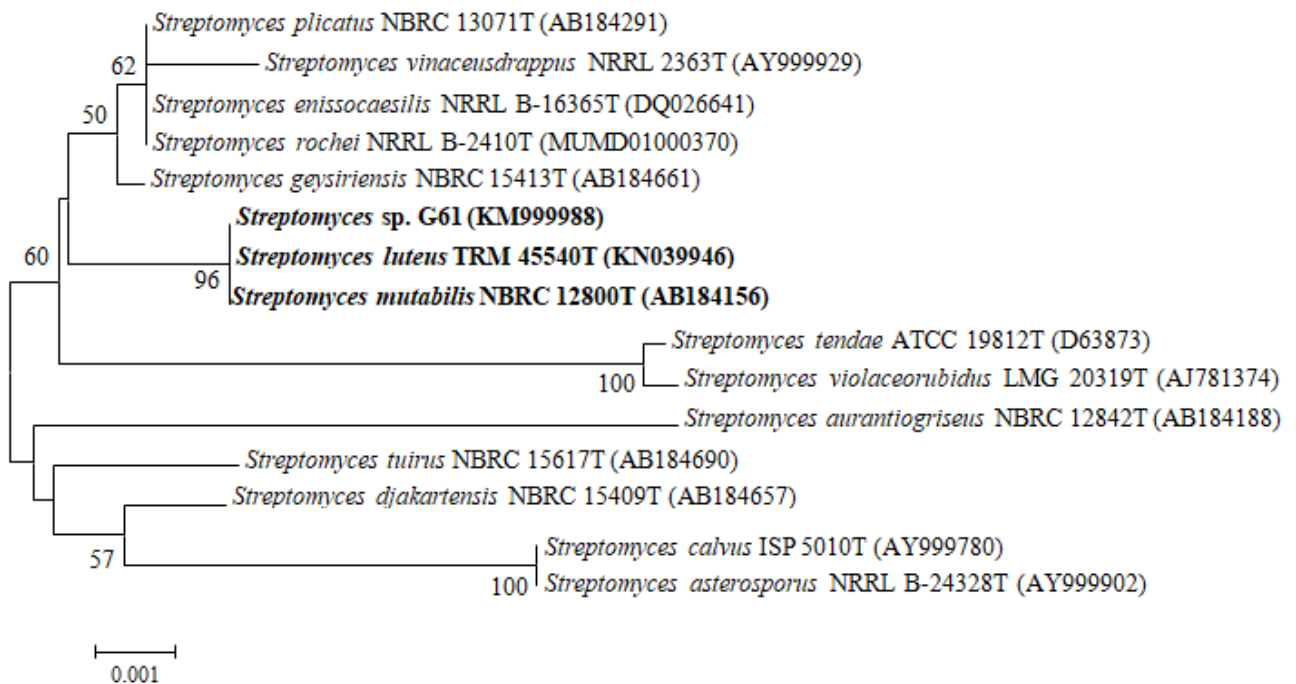 Streptomyces plicatus NBRC 13071T (AB184291)
62
Streptomyces vinaceusdrappus NRRL 2363T (AY999929)
50
Streptomyces enissocaesilis NRRL B-16365T (DQ026641)
Streptomyces rochei NRRL B-2410T (MUMD01000370)
Streptomyces geysiriensis NBRC 15413T (AB184661)
Streptomyces sp. G61 (KM999988)
60
Streptomyces luteus TRM 45540T (KN039946)
96
Streptomyces mutabilis NBRC 12800T (AB184156)
Streptomyces tendae ATCC 19812T (D63873)
100
Streptomyces violaceorubidus LMG 20319T (AJ781374)
Streptomyces aurantiogriseus NBRC 12842T (AB184188)
Streptomyces tuirus NBRC 15617T (AB184690)
Streptomyces djakartensis NBRC 15409T (AB184657)
57
Streptomyces calvus ISP 5010T (AY999780)
100
Streptomyces asterosporus NRRL B-24328T (AY999902)
0.001